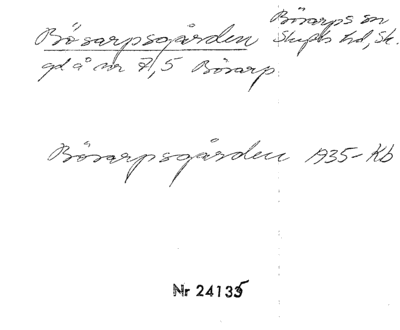 Bösarpsgården Bösarps sn
Skytts hd, Sk.
gd å nr 7,5 Bösarp
Bösarpsgården 1935- Kb
Nr 24135